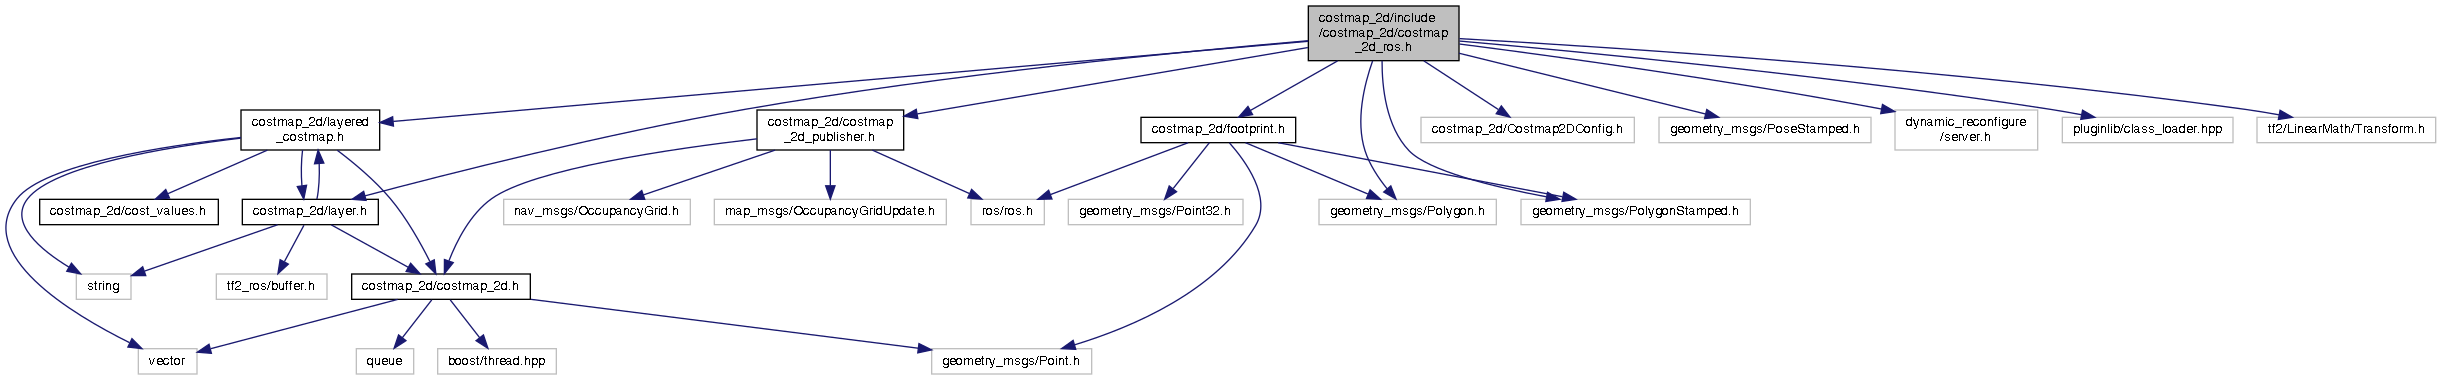 costmap_2d/include
/costmap_2d/costmap
_2d_ros.h
costmap_2d/layered
_costmap.h
costmap_2d/costmap
_2d_publisher.h
costmap_2d/footprint.h
costmap_2d/Costmap2DConfig.h
geometry_msgs/PoseStamped.h
dynamic_reconfigure
/server.h
pluginlib/class_loader.hpp
tf2/LinearMath/Transform.h
costmap_2d/cost_values.h
costmap_2d/layer.h
nav_msgs/OccupancyGrid.h
map_msgs/OccupancyGridUpdate.h
ros/ros.h
geometry_msgs/Point32.h
geometry_msgs/Polygon.h
geometry_msgs/PolygonStamped.h
string
tf2_ros/buffer.h
costmap_2d/costmap_2d.h
vector
queue
boost/thread.hpp
geometry_msgs/Point.h